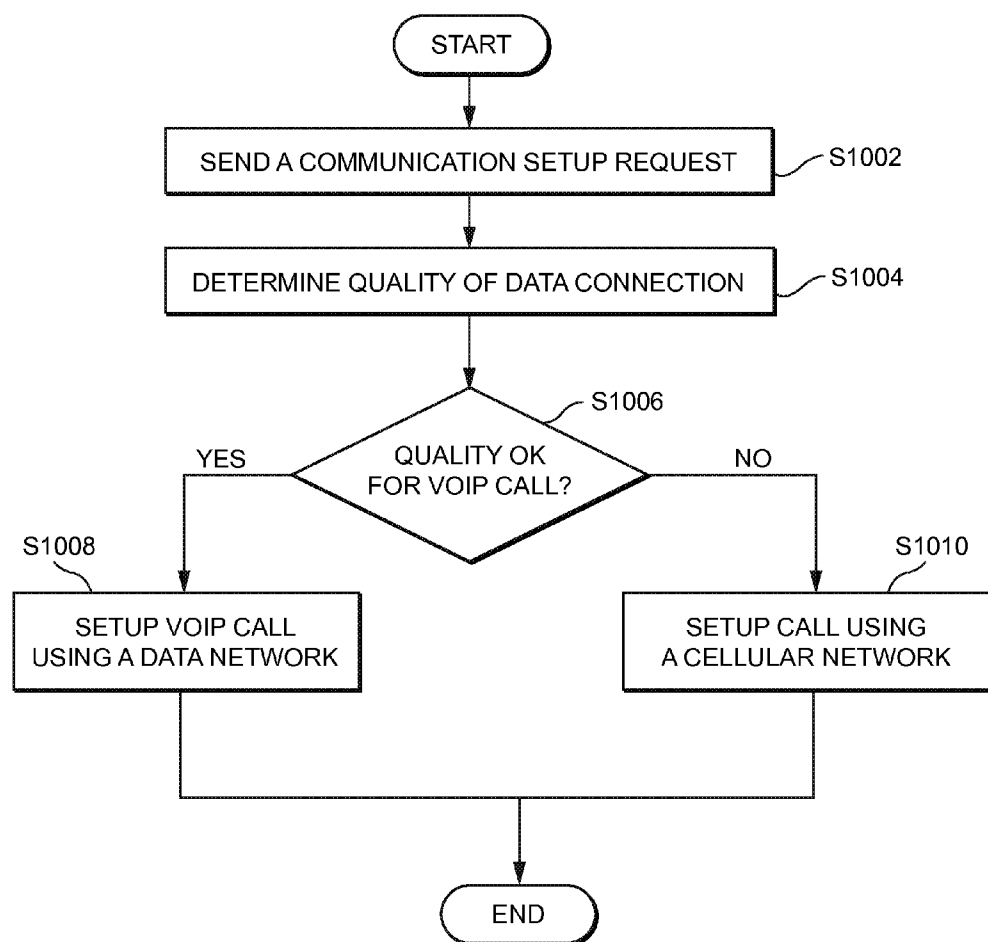 START
SEND A COMMUNICATION SETUP REQUEST
S1002
DETERMINE QUALITY OF DATA CONNECTION
S1004
S1006
QUALITY OK
FOR VOIP CALL?
YES
NO
S1008
SETUP VOIP CALL
USING A DATA NETWORK
S1010
SETUP CALL USING
A CELLULAR NETWORK
END